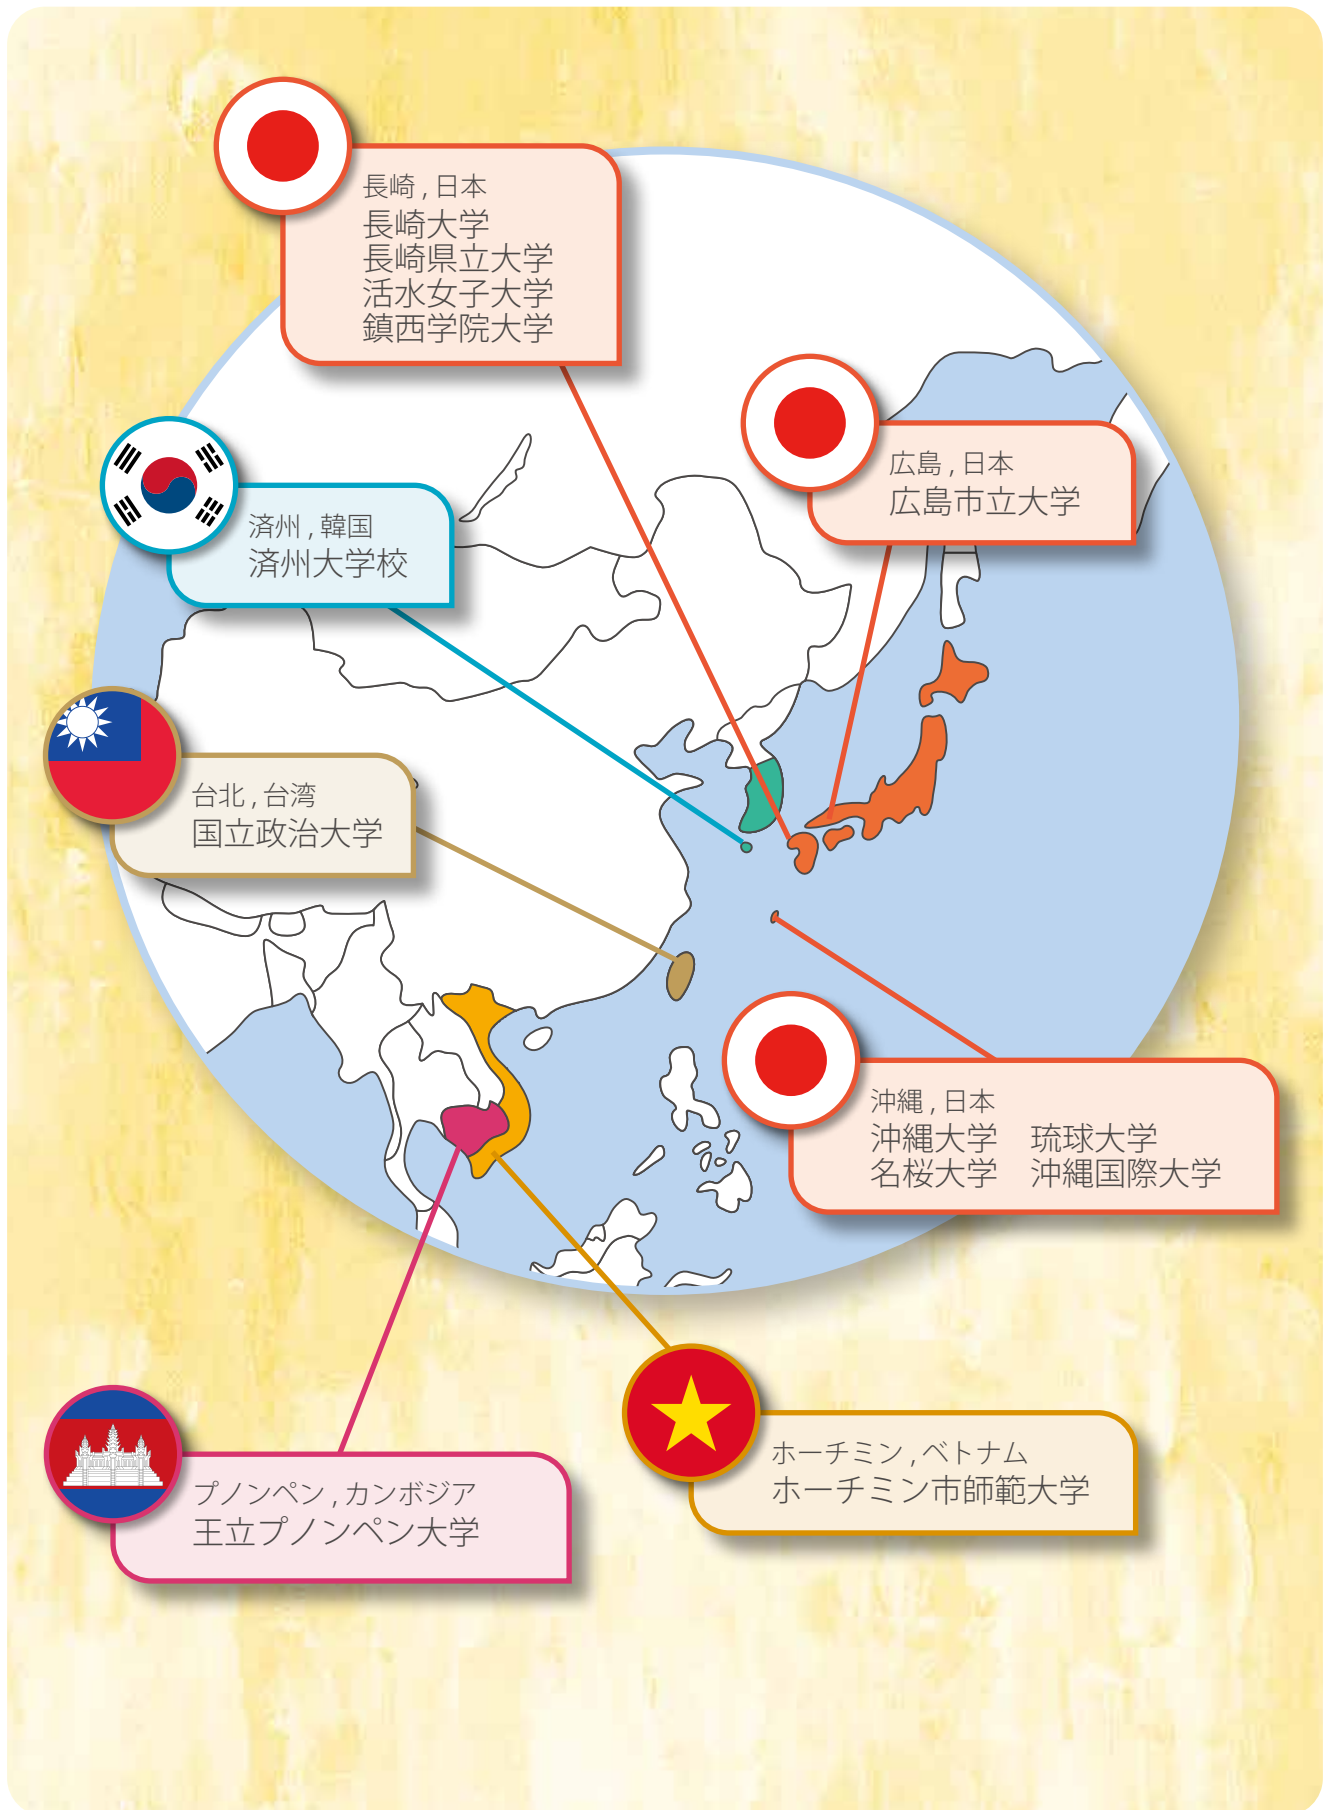 長崎 , 日本
長崎大学
長崎県立大学
活水女子大学
鎮西学院大学
広島 , 日本
広島市立大学
済州 , 韓国
済州大学校
台北 , 台湾
国立政治大学
沖縄 , 日本
沖縄大学　琉球大学
名桜大学　沖縄国際大学
ホーチミン , ベトナム
ホーチミン市師範大学
プノンペン , カンボジア
王立プノンペン大学